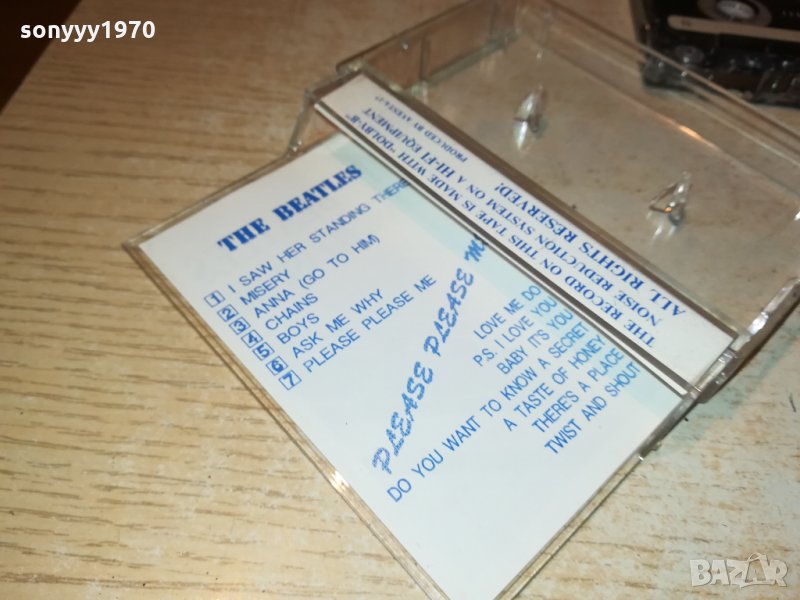 sonyyy1970
THE BEATLES
1 I SAW HER STANDING THERE
2 MISERY
3 ANNA (GO TO HIM)
4 CHAINS
5 BOYS
6 ASK ME WHY
7 PLEASE PLEASE ME
PLEASE PLEASE M
LOVE ME DO
P.S. I LOVE YOU
BABY IT'S YOU
DO YOU WANT TO KNOW A SECRET
A TASTE OF HONEY
THERE'S A PLACE
TWIST AND SHOUT
THE RECORD ON THIS TAPE IS MADE WITH "DOLBY-B"
NOISE REDUCTION SYSTEM ON A HI-FI EQUIPMENT
ALL RIGHTS RESERVED!
PRODUCED BY
BAZAR